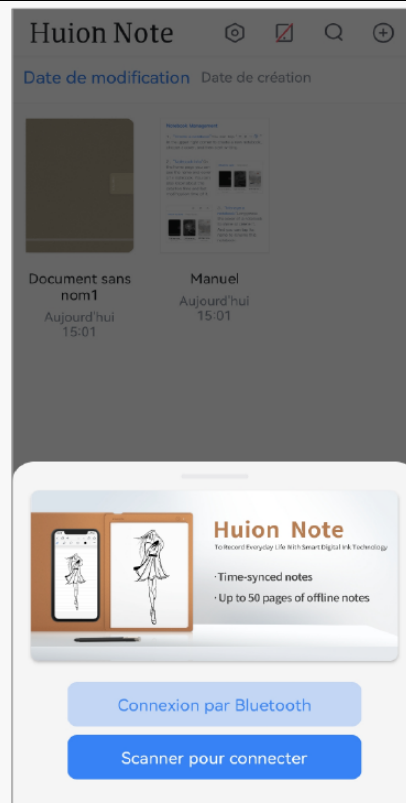 Huion Note
Date de modification Date de création
Notebook Management
Document sans
nom1
Aujourd'hui
15:01
Manuel
Aujourd'hui
15:01
Huion Note
To Record Everyday Life With Smart Digital Ink Technology
·Time-synced notes
·Up to 50 pages of offline notes
Connexion par Bluetooth
Scanner pour connecter